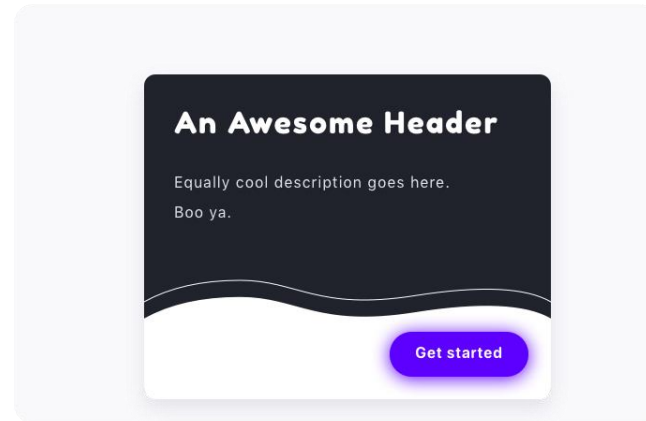 An Awesome Header
Equally cool description goes here.
Boo ya.
Get started